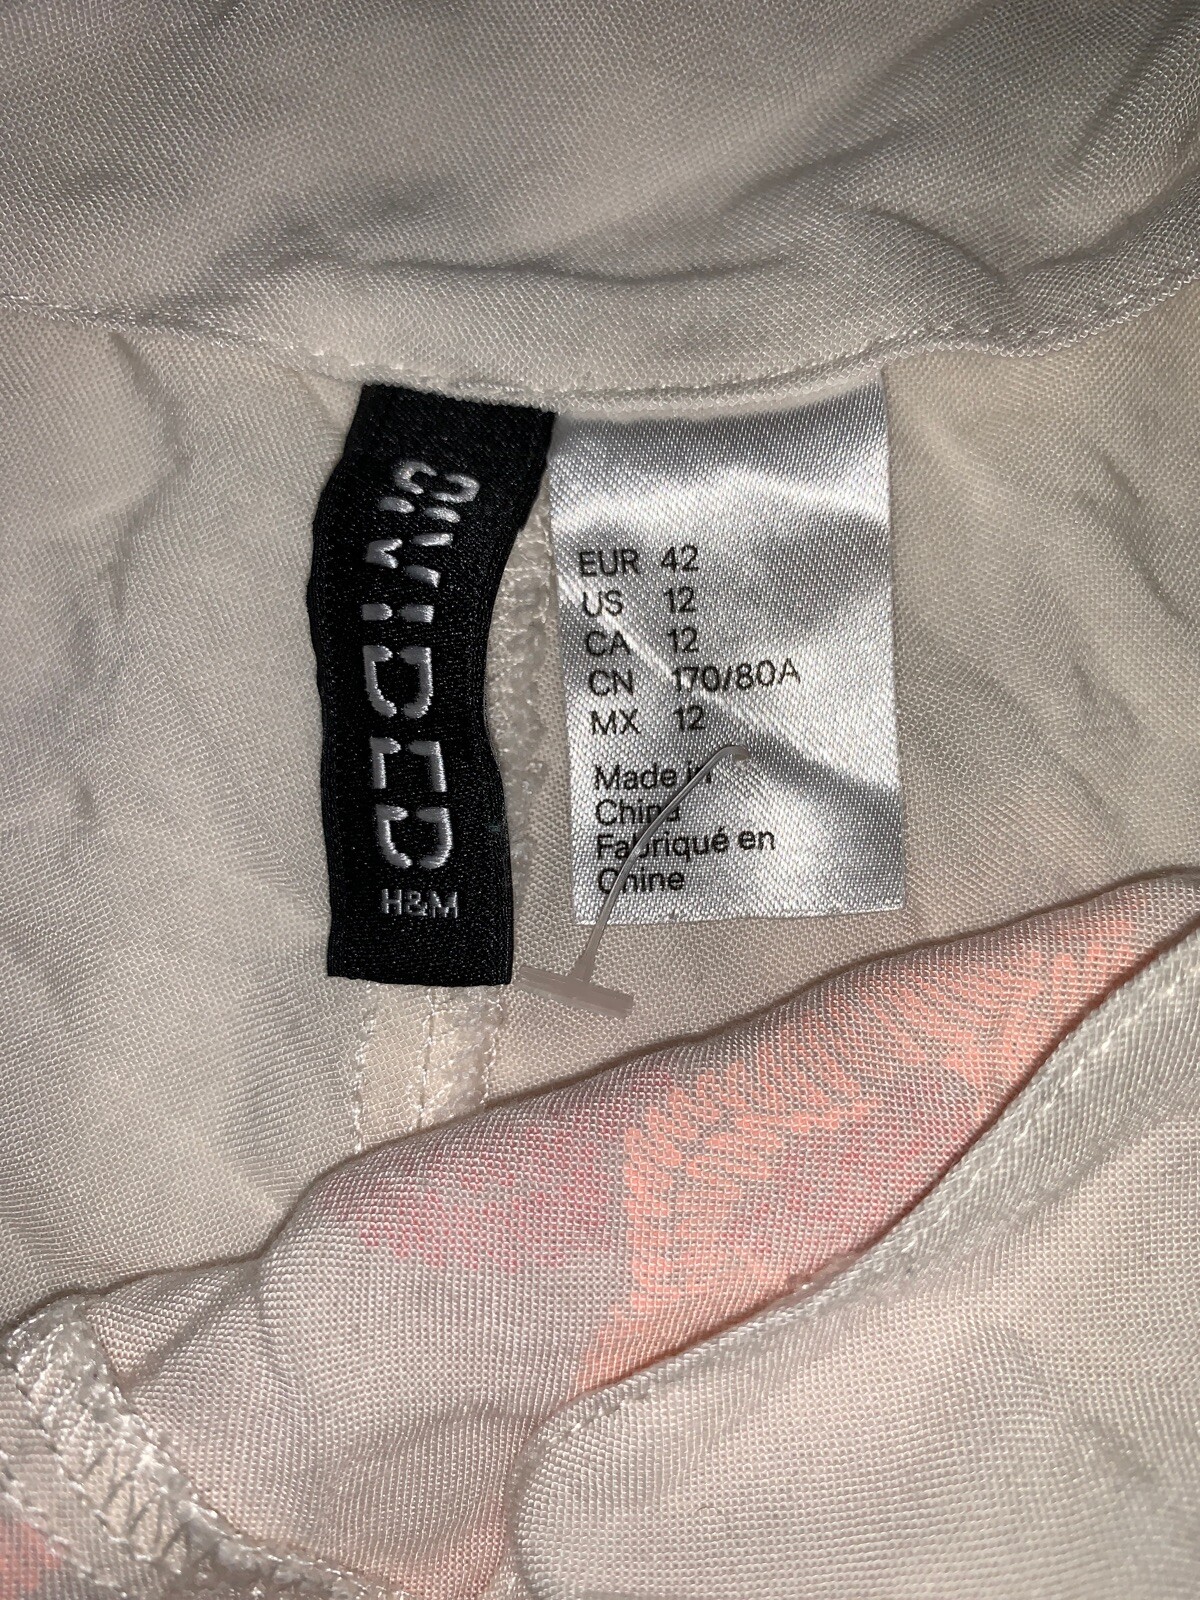 DIVIDED
H&M
EUR 42
US 12
CA 12
CN 170/80A
MX 12
Made in
China
Fabriqué en
Chine